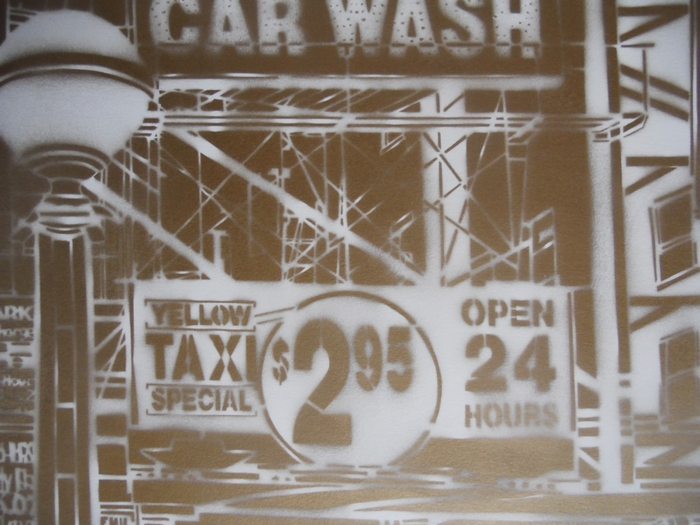 CAR WASH
YELLOW
TAXI
SPECIAL
$2 95
OPEN
24
HOURS